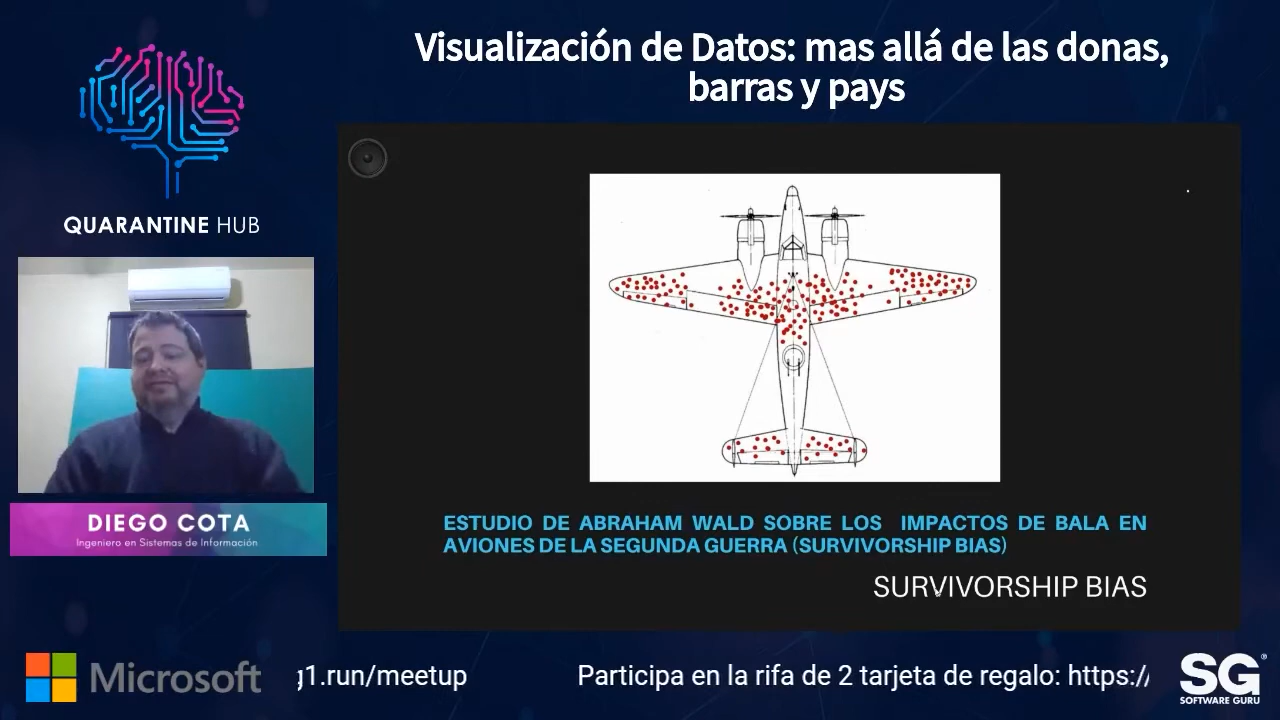 Visualización de Datos: mas allá de las donas,
barras y pays
QUARANTINE HUB
DIEGO COTA
Ingeniero en Sistemas de Información
ESTUDIO DE ABRAHAM WALD SOBRE LOS IMPACTOS DE BALA EN
AVIONES DE LA SEGUNDA GUERRA (SURVIVORSHIP BIAS)
SURVIVORSHIP BIAS
Microsoft
g1.run/meetup
Participa en la rifa de 2 tarjeta de regalo: https://
SG
SOFTWARE GURU